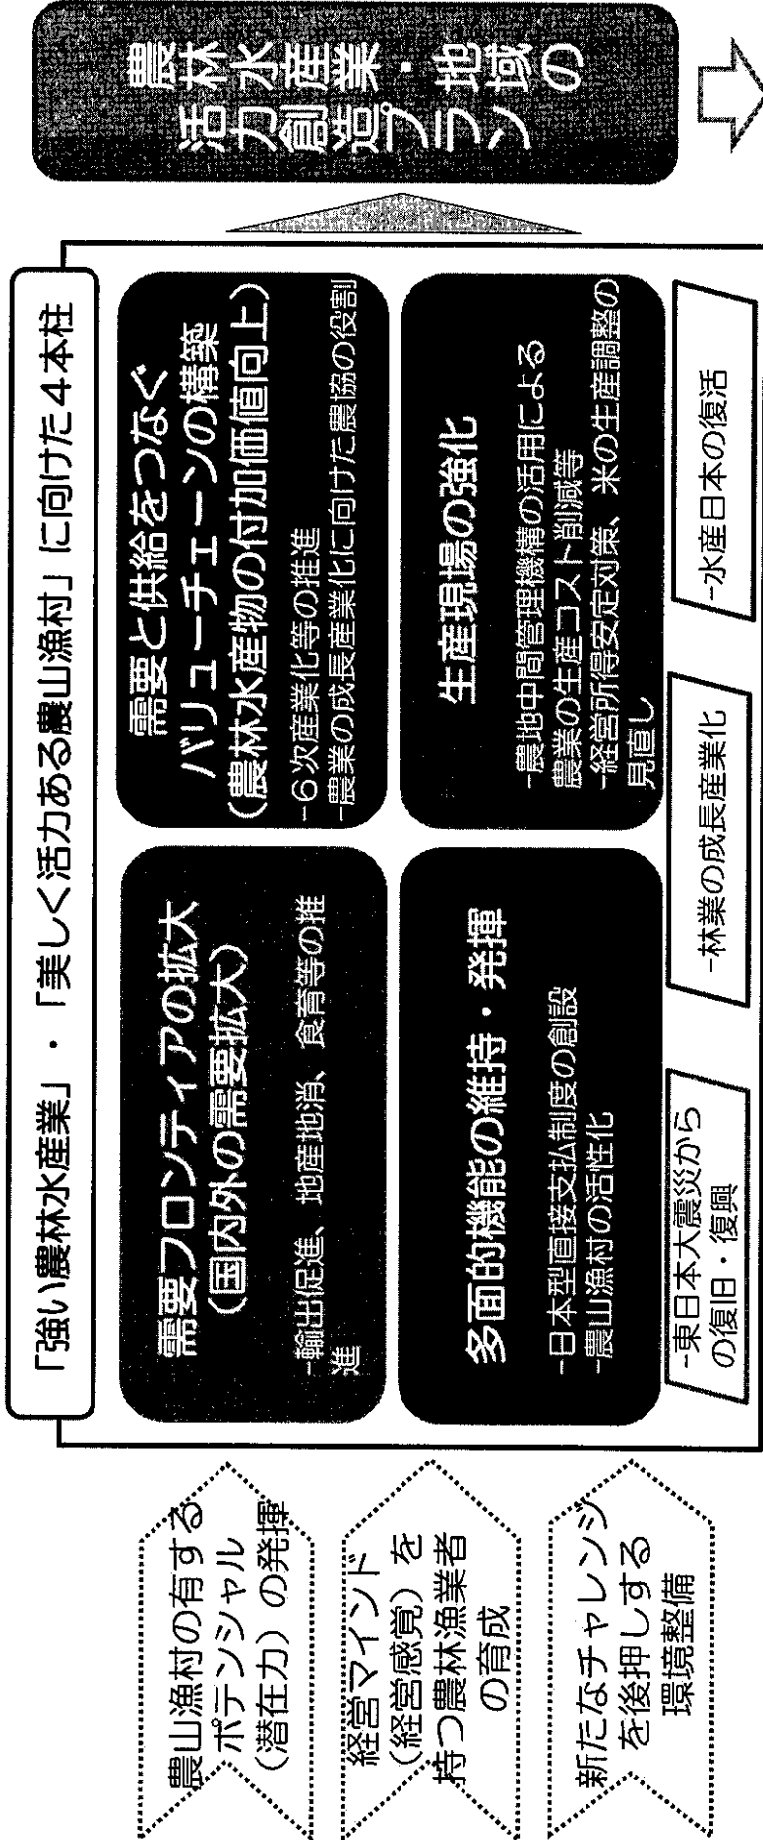 「強い農林水産業」・「美しく活力ある農山漁村」に向けた4本柱
農山漁村の有する
ポテンシャル
(潜在力)の発揮
経営マインド
(経営感覚)を
持つ農林漁業者
の育成
新たなチャレンジ
を後押しする
環境整備
需要フロンティアの拡大
(国内外の需要拡大)
-輸出促進、地産地消、食育等の推
進
需要と供給をつなぐ
バリューチェーンの構築
(農林水産物の付加価値向上)
-6次産業化等の推進
-農業の成長産業化に向けた農協の役割
多面的機能の維持・発揮
-日本型直接支払制度の創設
-農山漁村の活性化
生産現場の強化
-農地中間管理機構の活用による
農業の生産コスト削減等
-経営所得安定対策、米の生産調整の
見直し
-東日本大震災から
の復旧・復興
-林業の成長産業化
-水産日本の復活
農林水産業・地域の
活力創造プラン